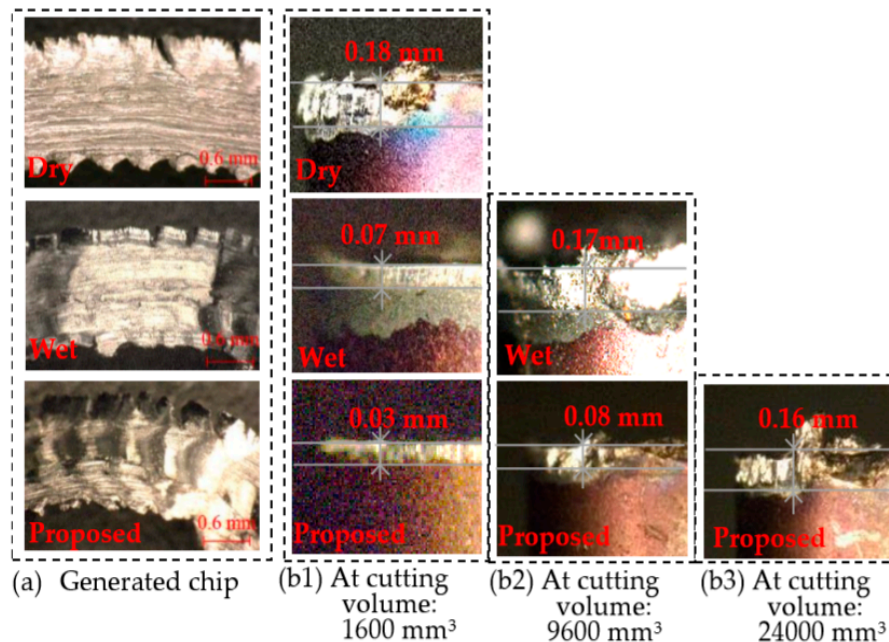 0.6 mm
Dry
0.6 mm
Wet
0.6 mm
Proposed
0.18 mm
Dry
0.07 mm
Wet
0.03 mm
Proposed
0.17mm
0.08 mm
0.16 mm
Proposed
Proposed
(a) Generated chip
(b1) At cutting
volume:
1600 mm³
(b2) At cutting
volume:
9600 mm³
(b3) At cutting
volume:
24000 mm³